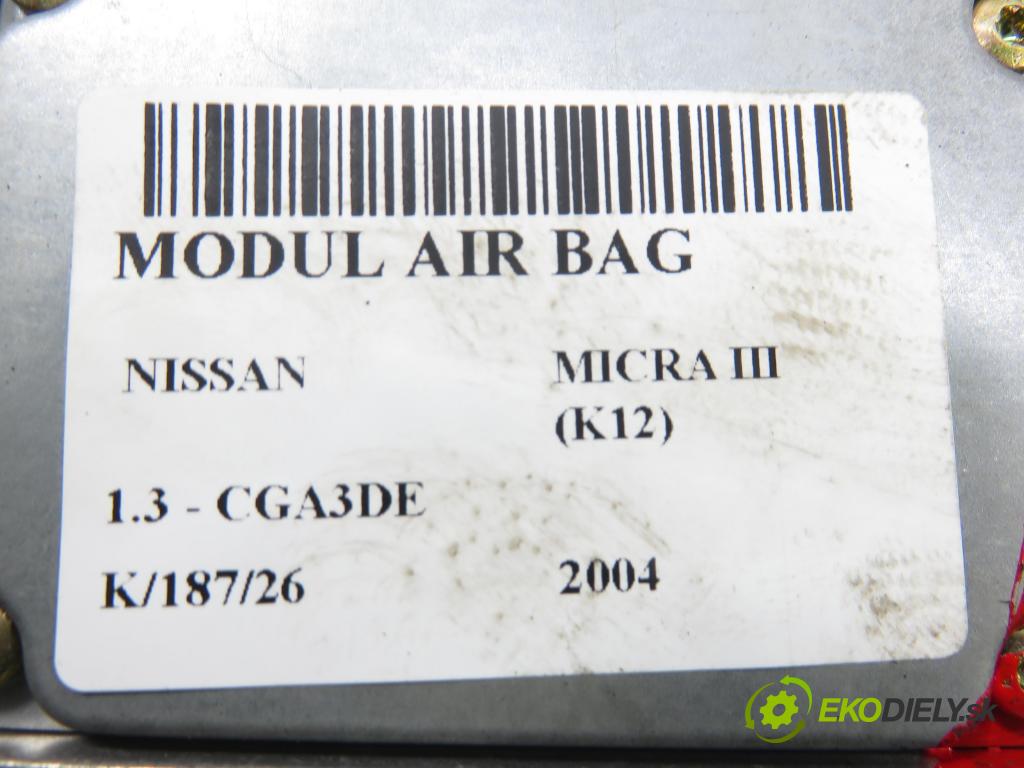 MODUL AIR BAG
NISSAN MICRA III
(K12)
1.3 - CGA3DE
K/187/26 2004
EKODIELY.sk